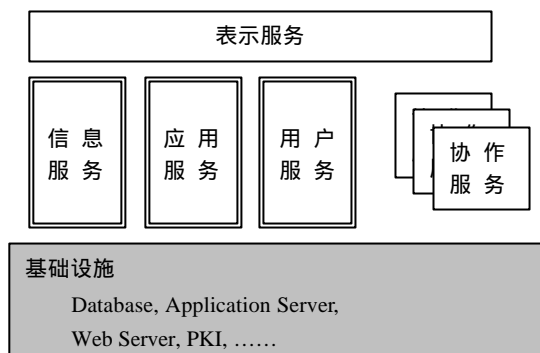 表示服务
信息
服务
应用
服务
用户
服务
协作
服务
基础设施
Database, Application Server,
Web Server, PKI, ……